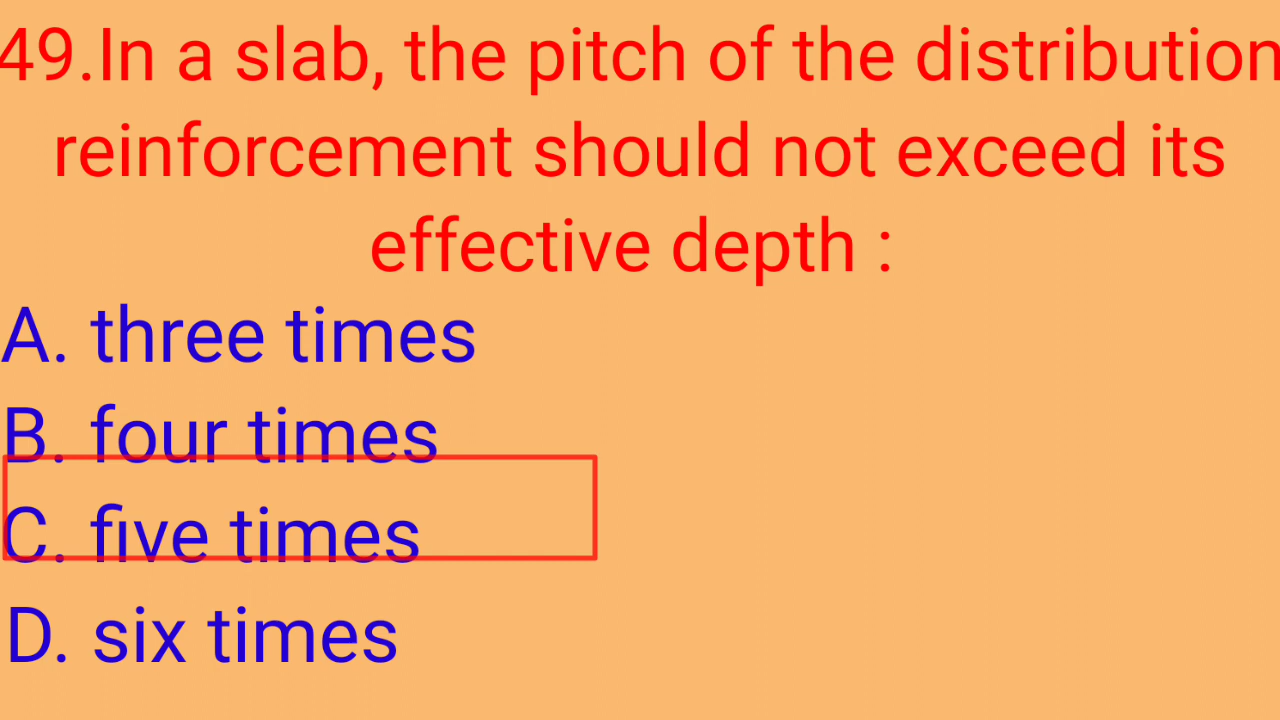 49.In a slab, the pitch of the distribution
reinforcement should not exceed its
effective depth :
A. three times
B. four times
C. five times
D. six times